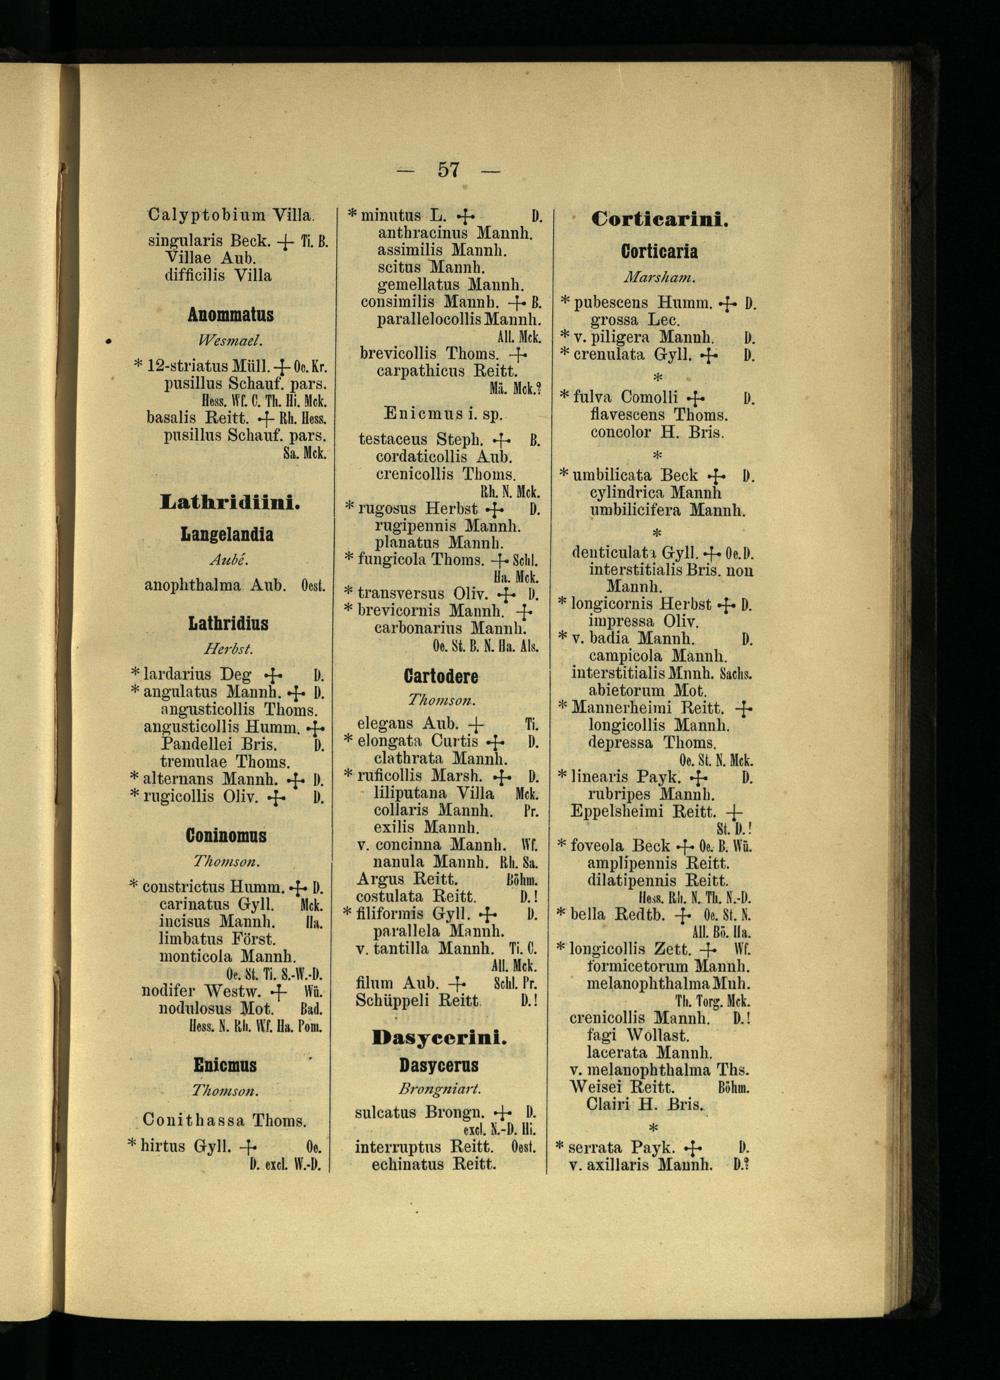 — 57 —
Calyptobium Villa.
singularis Beck. + Ti. B.
Villae Aub.
difficilis Villa
Anommatus
Wesmael.
* 12-striatus Müll. + Oe. Kr.
pusillus Schauf. pars.
Hess. Wf. C. Th. Hi. Mck.
basalis Reitt. + Rh. Hess.
pusillus Schauf. pars.
Sa. Mck.
Lathridiini.
Langelandia
Aubé.
anophthalma Aub. Oest.
Lathridius
Herbst.
* lardarius Deg + D.
* angulatus Mannh. + D.
angusticollis Thoms.
angusticollis Humm. +
Pandellei Bris. D.
tremulae Thoms.
* alternans Mannh. + D.
* rugicollis Oliv. + D.
Coninomus
Thomson.
* constrictus Humm. + D.
carinatus Gyll. Mck.
incisus Mannh. Ha.
limbatus Först.
monticola Mannh.
Oe. St. Ti. S.-W.-D.
nodifer Westw. + Wü.
nodulosus Mot. Bad.
Hess. N. Rh. Wf. Ha. Pom.
Enicmus
Thomson.
Conithassa Thoms.
* hirtus Gyll. + Oe.
D. excl. W.-D.
* minutus L. + D.
anthracinus Mannh.
assimilis Mannh.
scitus Mannh.
gemellatus Mannh.
consimilis Mannh. + B.
parallelocollis Mannh.
All. Mck.
brevicollis Thoms. +
carpathicus Reitt.
Mä. Mck.?
Enicmus i. sp.
testaceus Steph. + B.
cordaticollis Aub.
crenicollis Thoms.
Rh. N. Mck.
* rugosus Herbst + D.
rugipennis Mannh.
planatus Mannh.
* fungicola Thoms. + Schl.
Ha. Mck.
* transversus Oliv. + D.
* brevicornis Mannh. +
carbonarius Mannh.
Oe. St. B. N. Ha. Als.
Cartodere
Thomson.
elegans Aub. + Ti.
* elongata Curtis + D.
clathrata Mannh.
* ruficollis Marsh. + D.
liliputana Villa Mck.
collaris Mannh. Pr.
exilis Mannh.
v. concinna Mannh. Wf.
nanula Mannh. Rh. Sa.
Argus Reitt. Böhm.
costulata Reitt. D.!
* filiformis Gyll. + D.
parallela Mannh.
v. tantilla Mannh. Ti. C.
All. Mck.
filum Aub. + Schl. Pr.
Schüppeli Reitt D.!
Dasycerini.
Dasycerus
Brongniart.
sulcatus Brongn. + D.
excl. N.-D. Hi.
interruptus Reitt. Oest.
echinatus Reitt.
Corticarini.
Corticaria
Marsham.
* pubescens Humm. + D.
grossa Lec.
* v. piligera Mannh. D.
* crenulata Gyll. + D.
*
* fulva Comolli + D.
flavescens Thoms.
concolor H. Bris.
*
* umbilicata Beck + D.
cylindrica Mannh
umbilicifera Mannh.
*
denticulata Gyll. + Oe. D.
interstitialis Bris. non
Mannh.
* longicornis Herbst + D.
impressa Oliv.
* v. badia Mannh. D.
campicola Mannh.
interstitialis Mnnh. Sachs.
abietorum Mot.
* Mannerheimi Reitt. +
longicollis Mannh.
depressa Thoms.
Oe. St. N. Mck.
* linearis Payk. + D.
rubripes Mannh.
Eppelsheimi Reitt. +
St. D.!
* foveola Beck + Oe. B. Wü.
amplipennis Reitt.
dilatipennis Reitt.
Hess. Rh. N. Th. N.-D.
* bella Redtb. + Oe. St. N.
All. Bö. Ha.
* longicollis Zett. + Wf.
formicetorum Mannh.
melanophthalma Mnh.
Th. Torg. Mck.
crenicollis Mannh. D.!
fagi Wollast.
lacerata Mannh.
v. melanophthalma Ths.
Weisei Reitt. Böhm.
Clairi H. Bris.
*
* serrata Payk. + D.
v. axillaris Mannh. D.?